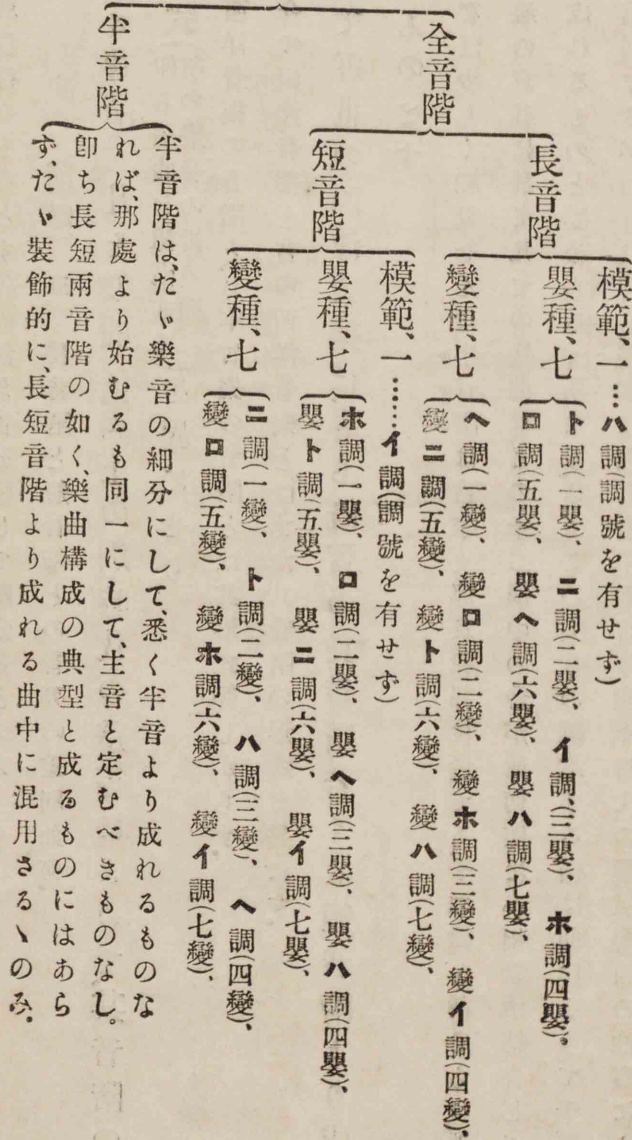 全音階
長音階
模範、一…ハ調(調號を有せず)
嬰種、七
ト調(一嬰)、ニ調(二嬰)、イ調、(三嬰)、ホ調(四嬰)。
ロ調(五嬰)、嬰ヘ調(六嬰)、嬰ハ調(七嬰)、
變種、七
ヘ調(一變)、變ロ調(二變)、變ホ調(三變)、變イ調(四變)、
變ニ調(五變)、變ト調(六變)、變ハ調(七變)、
短音階
模範、一……イ調(調號を有せず)
嬰種、七
ホ調(一嬰)、ロ調(二嬰)、嬰ヘ調(三嬰)、嬰ハ調(四嬰)、
嬰ト調(五嬰)、嬰ニ調(六嬰)、嬰イ調(七嬰)、
變種、七
ニ調(一變)、ト調(二變)、ハ調(三變)、ヘ調(四變)、
變ロ調(五變)、變ホ調(六變)、變イ調(七變)、
半音階
半音階は、たゞ樂音の細分にして、悉く半音より成れるものな
れば、那處より始むるも同一にして、主音と定むべきものなし。
卽ち長短兩音階の如く、樂曲構成の典型と成るものにはあら
ず、たゞ裝飾的に、長短音階より成れる曲中に混用さるゝのみ.